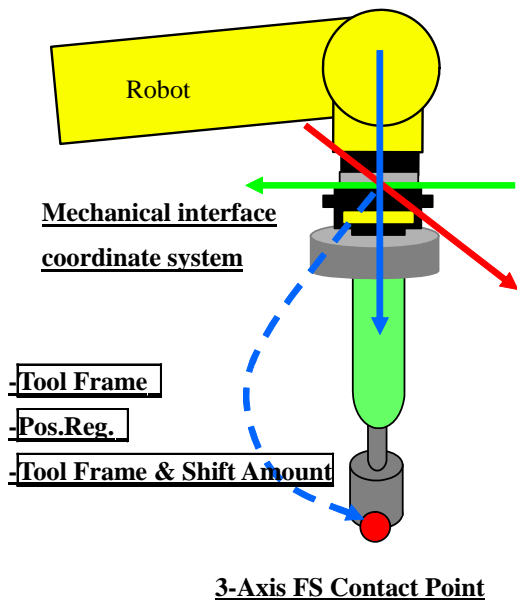 Robot
Mechanical interface
coordinate system
-Tool Frame
-Pos.Reg.
-Tool Frame & Shift Amount
3-Axis FS Contact Point